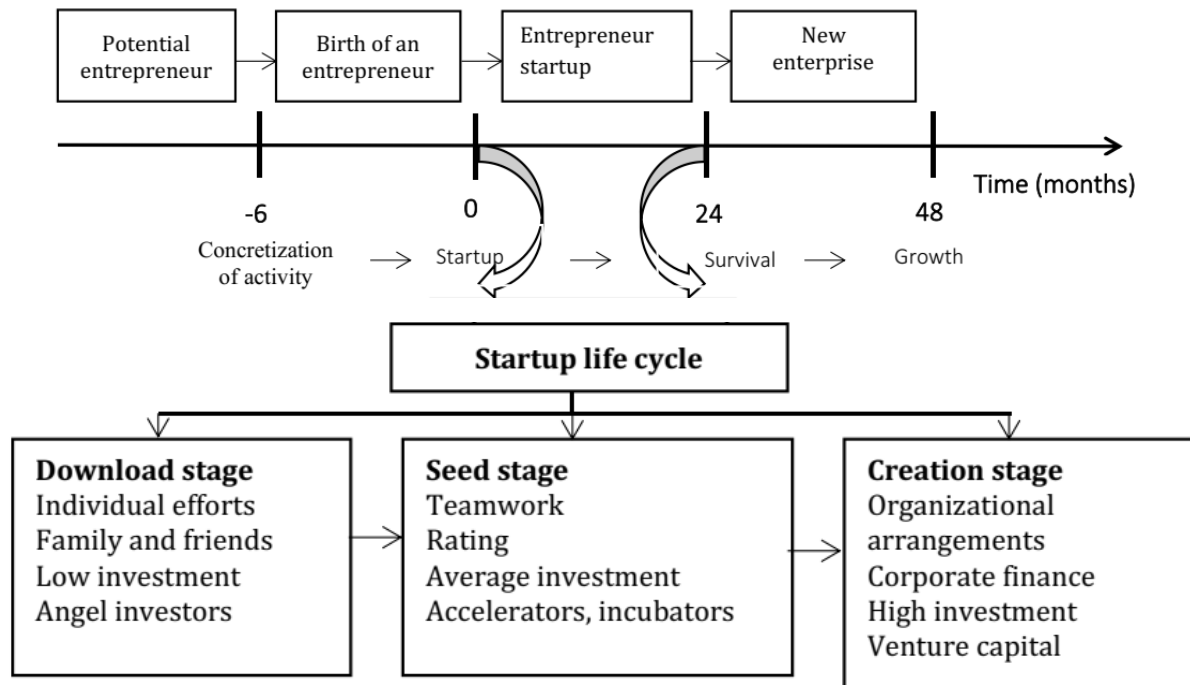 Potential
entrepreneur
Birth of an
entrepreneur
Entrepreneur
startup
New
enterprise
Time (months)
-6
0
24
48
Concretization
of activity
Startup
Survival
Growth
Startup life cycle
Download stage
Individual efforts
Family and friends
Low investment
Angel investors
Seed stage
Teamwork
Rating
Average investment
Accelerators, incubators
Creation stage
Organizational
arrangements
Corporate finance
High investment
Venture capital